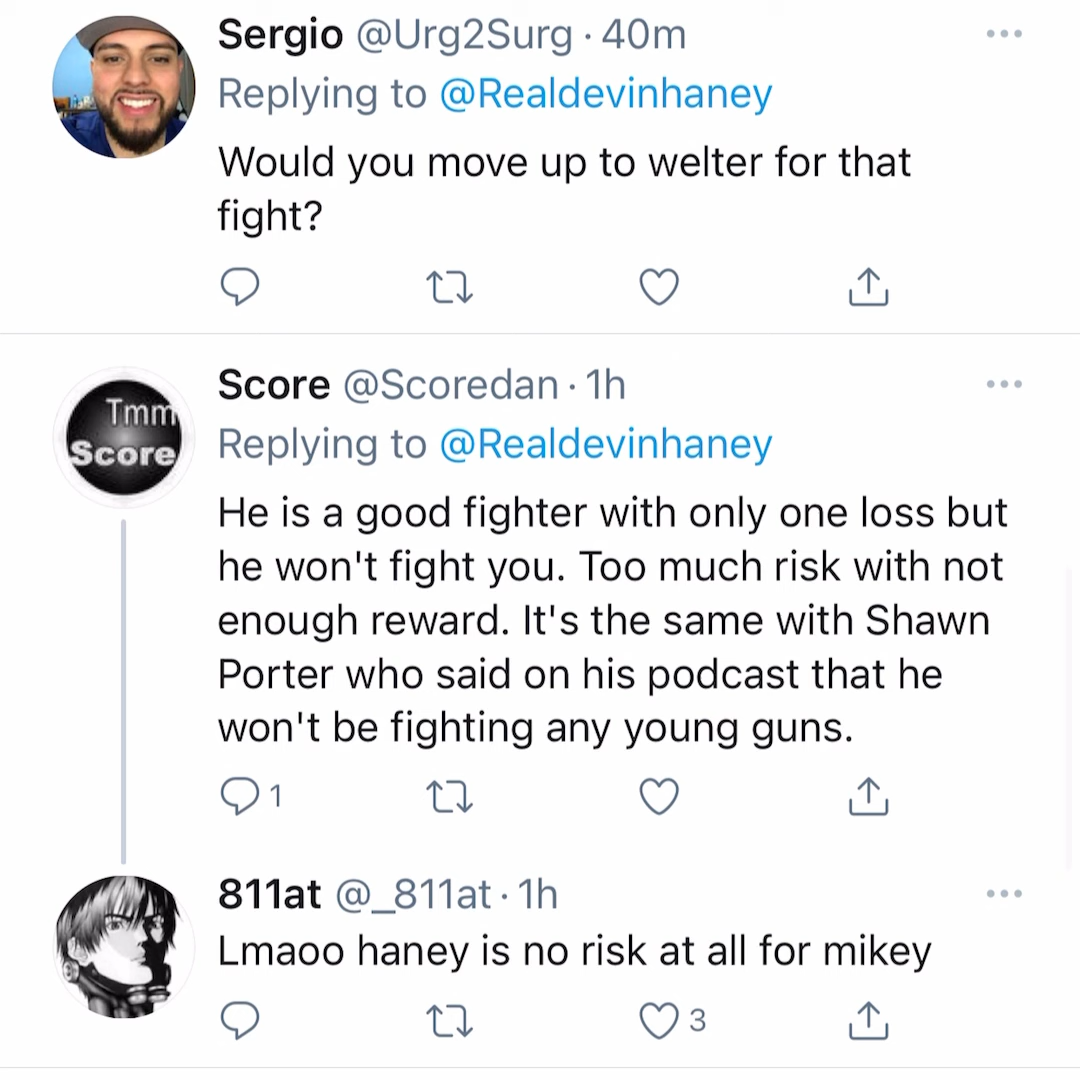 Sergio @Urg2Surg · 40m
Replying to @Realdevinhaney
Would you move up to welter for that
fight?
Tmm
Score
Score @Scoredan · 1h
Replying to @Realdevinhaney
He is a good fighter with only one loss but
he won't fight you. Too much risk with not
enough reward. It's the same with Shawn
Porter who said on his podcast that he
won't be fighting any young guns.
1
811at @_811at · 1h
Lmaoo haney is no risk at all for mikey
3